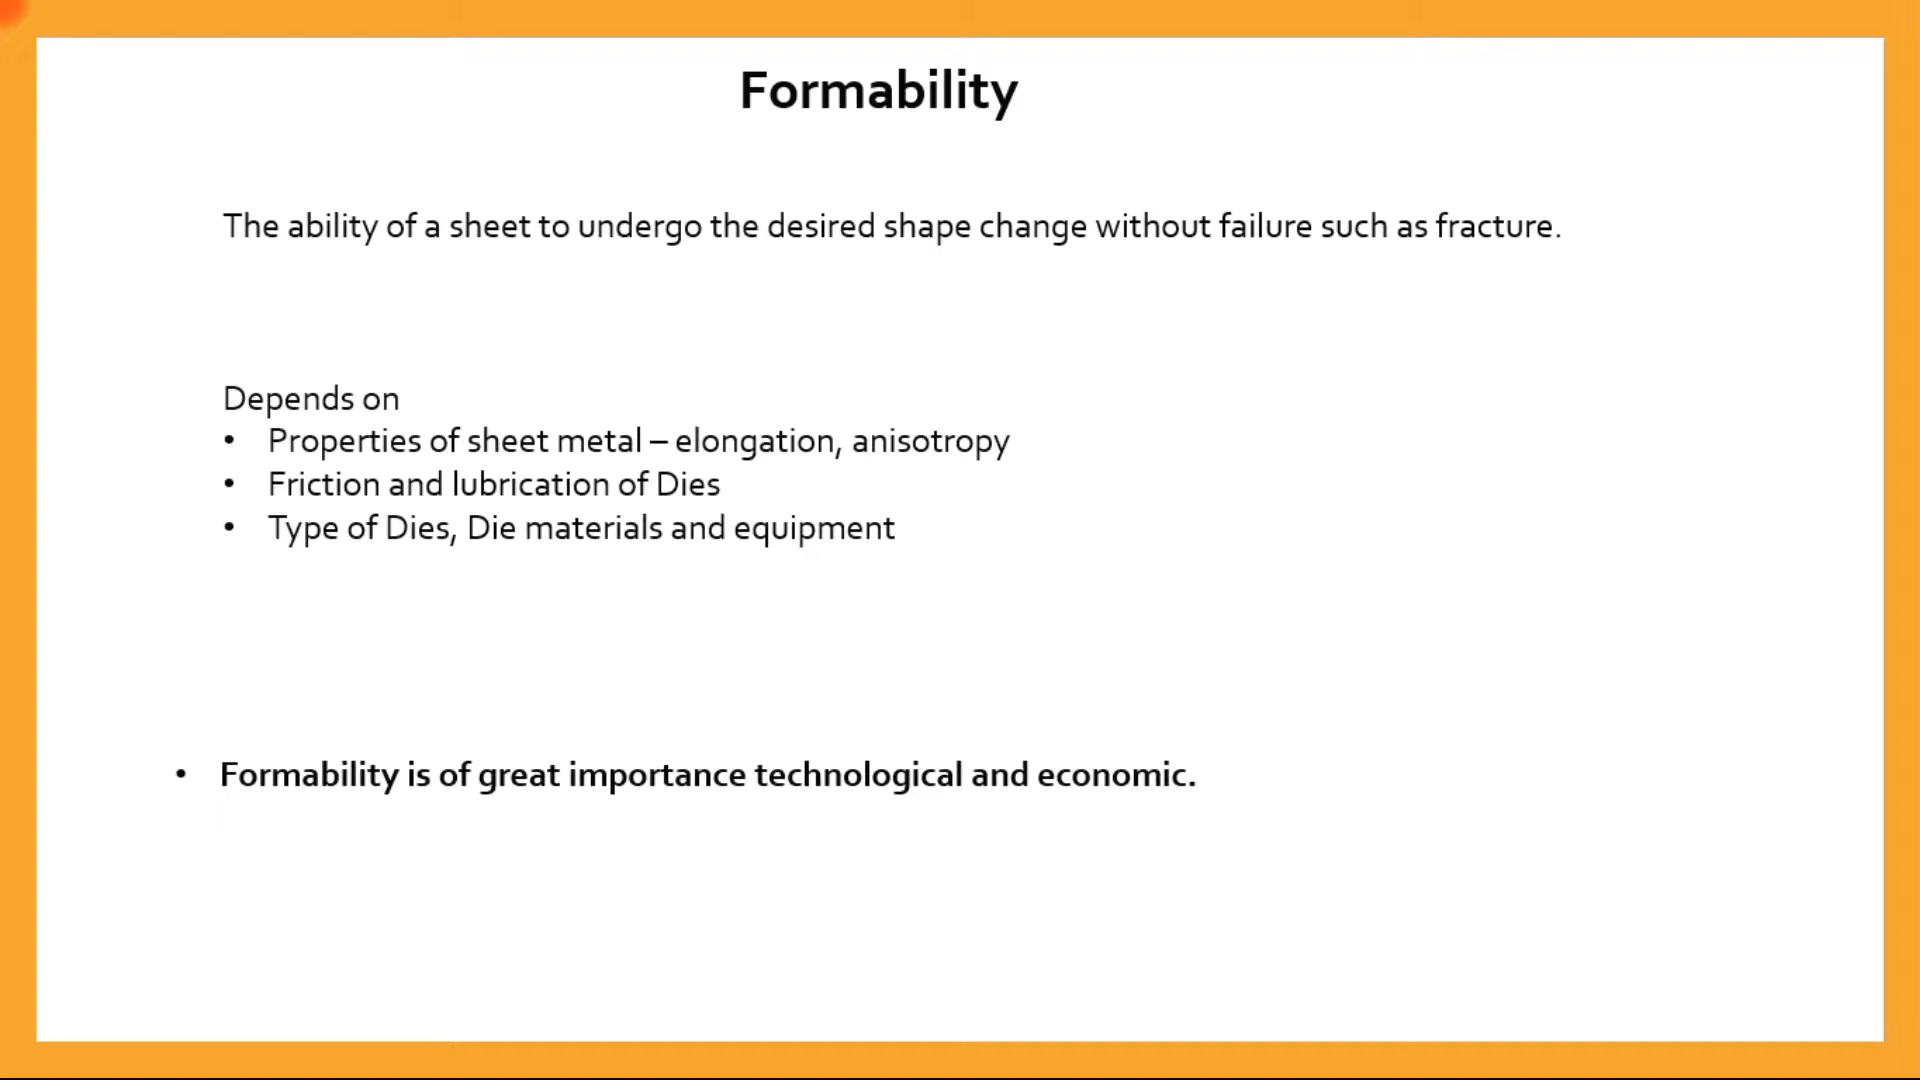 Formability
The ability of a sheet to undergo the desired shape change without failure such as fracture.
Depends on
• Properties of sheet metal – elongation, anisotropy
• Friction and lubrication of Dies
• Type of Dies, Die materials and equipment
• Formability is of great importance technological and economic.